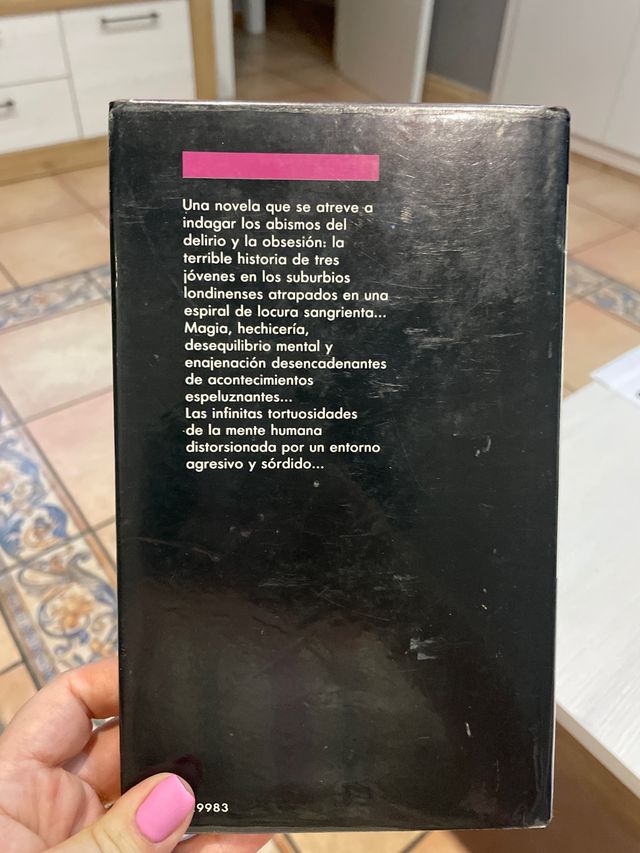 Una novela que se atreve a
indagar los abismos del
delirio y la obsesión: la
terrible historia de tres
jóvenes en los suburbios
londinenses atrapados en una
espiral de locura sangrienta...
Magia, hechicería,
desequilibrio mental y
enajenación desencadenantes
de acontecimientos
espeluznantes...
Las infinitas tortuosidades
de la mente humana
distorsionada por un entorno
agresivo y sórdido...
9983